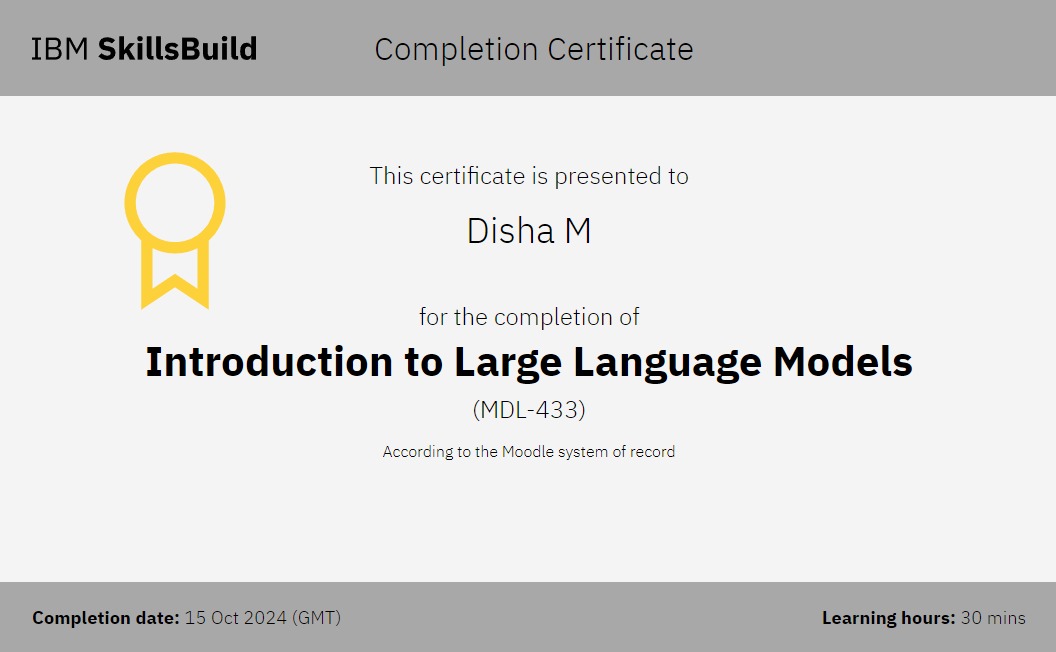 IBM SkillsBuild
Completion Certificate
This certificate is presented to
Disha M
for the completion of
Introduction to Large Language Models
(MDL-433)
According to the Moodle system of record
Completion date: 15 Oct 2024 (GMT)
Learning hours: 30 mins